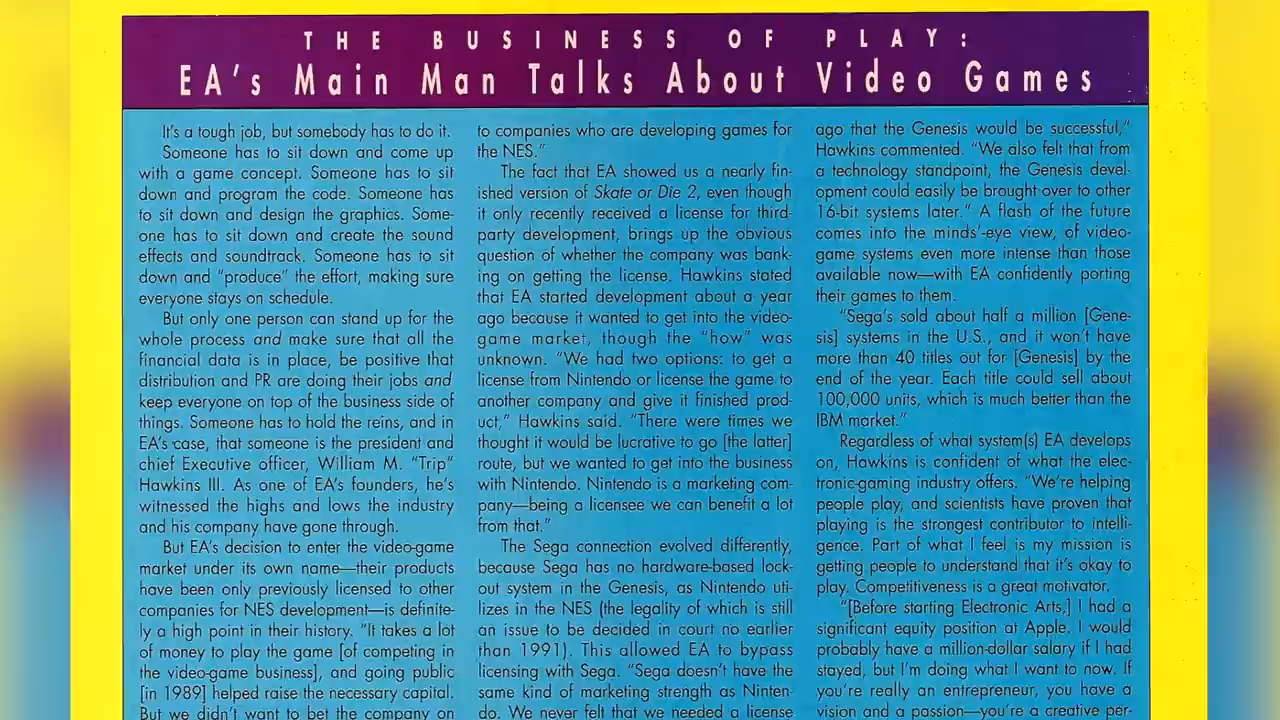 THE BUSINESS OF PLAY:
EA's Main Man Talks About Video Games
It's a tough job, but somebody has to do it.
Someone has to sit down and come up
with a game concept. Someone has to sit
down and program the code. Someone has
to sit down and design the graphics. Some-
one has to sit down and create the sound
effects and soundtrack. Someone has to sit
down and "produce" the effort, making sure
everyone stays on schedule.
But only one person can stand up for the
whole process and make sure that all the
financial data is in place, be positive that
distribution and PR are doing their jobs and
keep everyone on top of the business side of
things. Someone has to hold the reins, and in
EA's case, that someone is the president and
chief Executive officer, William M. "Trip"
Hawkins III. As one of EA's founders, he's
witnessed the highs and lows the industry
and his company have gone through.
But EA's decision to enter the video-game
market under its own name—their products
have been only previously licensed to other
companies for NES development—is definite-
ly a high point in their history. "It takes a lot
of money to play the game [of competing in
the video-game business], and going public
[in 1989] helped raise the necessary capital.
But we didn't want to bet the company on
to companies who are developing games for
the NES."
The fact that EA showed us a nearly fin-
ished version of Skate or Die 2, even though
it only recently received a license for third-
party development, brings up the obvious
question of whether the company was bank-
ing on getting the license. Hawkins stated
that EA started development about a year
ago because it wanted to get into the video-
game market, though the "how" was
unknown. "We had two options: to get a
license from Nintendo or license the game to
another company and give it finished prod-
uct," Hawkins said. "There were times we
thought it would be lucrative to go [the latter]
route, but we wanted to get into the business
with Nintendo. Nintendo is a marketing com-
pany—being a licensee we can benefit a lot
from that."
The Sega connection evolved differently,
because Sega has no hardware-based lock-
out system in the Genesis, as Nintendo uti-
lizes in the NES (the legality of which is still
an issue to be decided in court no earlier
than 1991). This allowed EA to bypass
licensing with Sega. "Sega doesn't have the
same kind of marketing strength as Ninten-
do. We never felt that we needed a license
ago that the Genesis would be successful,"
Hawkins commented. "We also felt that from
a technology standpoint, the Genesis devel-
opment could easily be brought over to other
16-bit systems later." A flash of the future
comes into the minds'-eye view, of video-
game systems even more intense than those
available now—with EA confidently porting
their games to them.
"Sega's sold about half a million [Gene-
sis] systems in the U.S., and it won't have
more than 40 titles out for [Genesis] by the
end of the year. Each title could sell about
100,000 units, which is much better than the
IBM market."
Regardless of what system(s) EA develops
on, Hawkins is confident of what the elec-
tronic-gaming industry offers. "We're helping
people play, and scientists have proven that
playing is the strongest contributor to intelli-
gence. Part of what I feel is my mission is
getting people to understand that it's okay to
play. Competitiveness is a great motivator.
"[Before starting Electronic Arts,] I had a
significant equity position at Apple. I would
probably have a million-dollar salary if I had
stayed, but I'm doing what I want to now. If
you're really an entrepreneur, you have a
vision and a passion—you're a creative per-